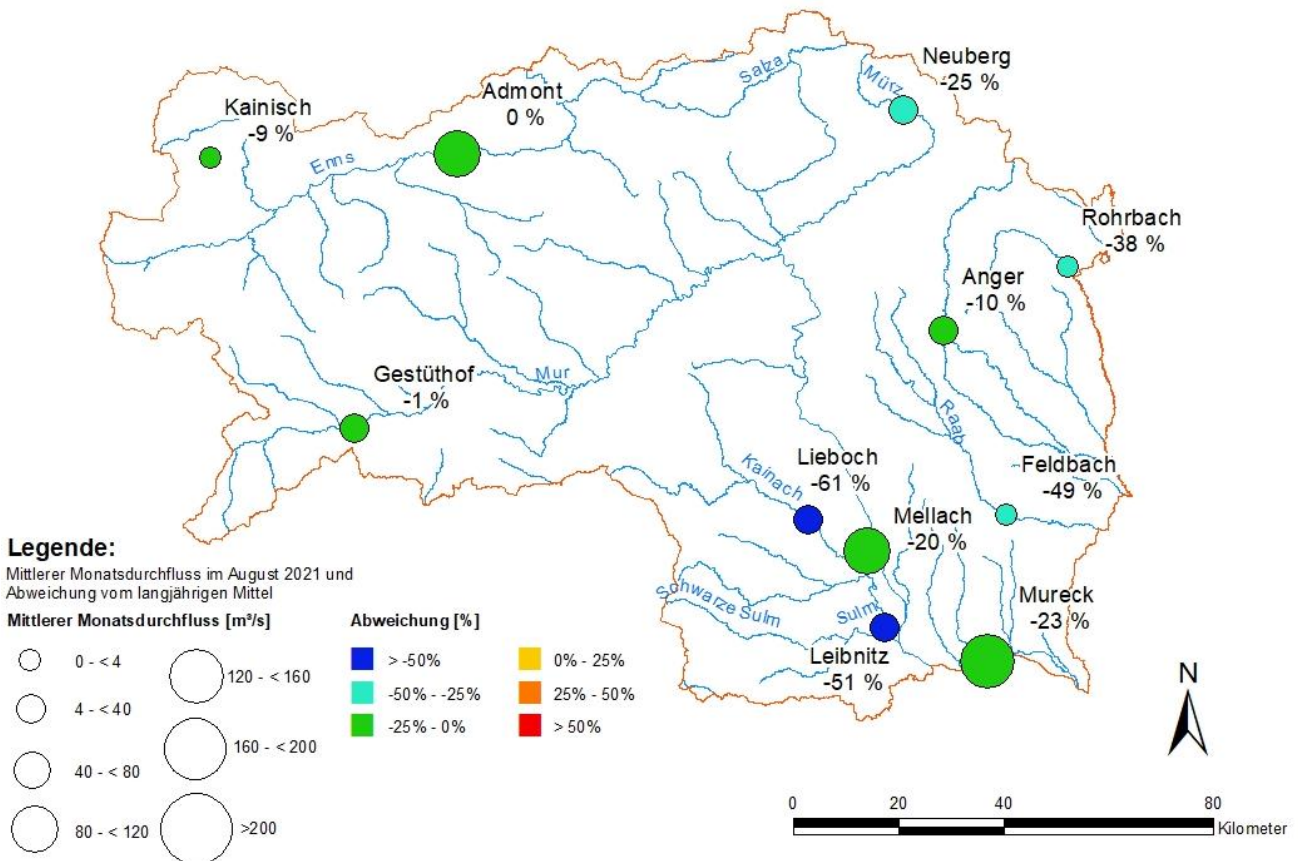 Neuberg
-25 %
Salza
Mürz
Admont
0 %
Kainisch
-9 %
Enns
Rohrbach
-38 %
Anger
-10 %
Gestüthof
-1 %
Mur
Raab
Lieboch
-61 %
Kainach
Feldbach
-49 %
Mellach
-20 %
Schwarze Sulm
Sulm
Mureck
-23 %
Leibnitz
-51 %
Legende:
Mittlerer Monatsdurchfluss im August 2021 und
Abweichung vom langjährigen Mittel
Mittlerer Monatsdurchfluss [m³/s]
0 - < 4
4 - < 40
40 - < 80
80 - < 120
120 - < 160
160 - < 200
>200
Abweichung [%]
> -50%
-50% - -25%
-25% - 0%
0% - 25%
25% - 50%
> 50%
N
0 20 40 80
Kilometer